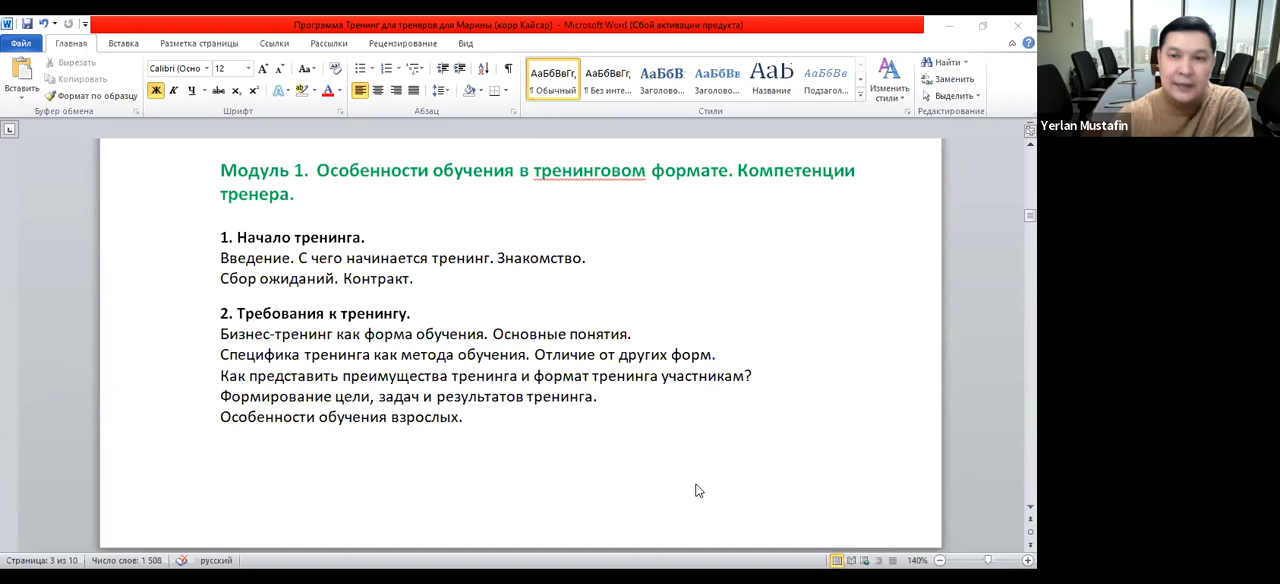 Программа Тренинг для тренеров для Марины (корр Кайсар) - Microsoft Word (Сбой активации продукта)
Файл Главная Вставка Разметка страницы Ссылки Рассылки Рецензирование Вид
Вставить
Вырезать
Копировать
Формат по образцу
Буфер обмена
Calibri (Осно 12
Ж К Ч abc x₂ x²
Шрифт
Абзац
АаБбВвГг, АаБбВвГг, АаБбВ АаБбВв АаБ АаБбВв.
¶ Обычный ¶ Без инте... Заголово... Заголово... Название Подзагол...
Стили
Изменить стили
Найти
Заменить
Выделить
Редактирование
Yerlan Mustafin
Модуль 1. Особенности обучения в тренинговом формате. Компетенции
тренера.
1. Начало тренинга.
Введение. С чего начинается тренинг. Знакомство.
Сбор ожиданий. Контракт.
2. Требования к тренингу.
Бизнес-тренинг как форма обучения. Основные понятия.
Специфика тренинга как метода обучения. Отличие от других форм.
Как представить преимущества тренинга и формат тренинга участникам?
Формирование цели, задач и результатов тренинга.
Особенности обучения взрослых.
Страница: 3 из 10 Число слов: 1 508 русский 140%